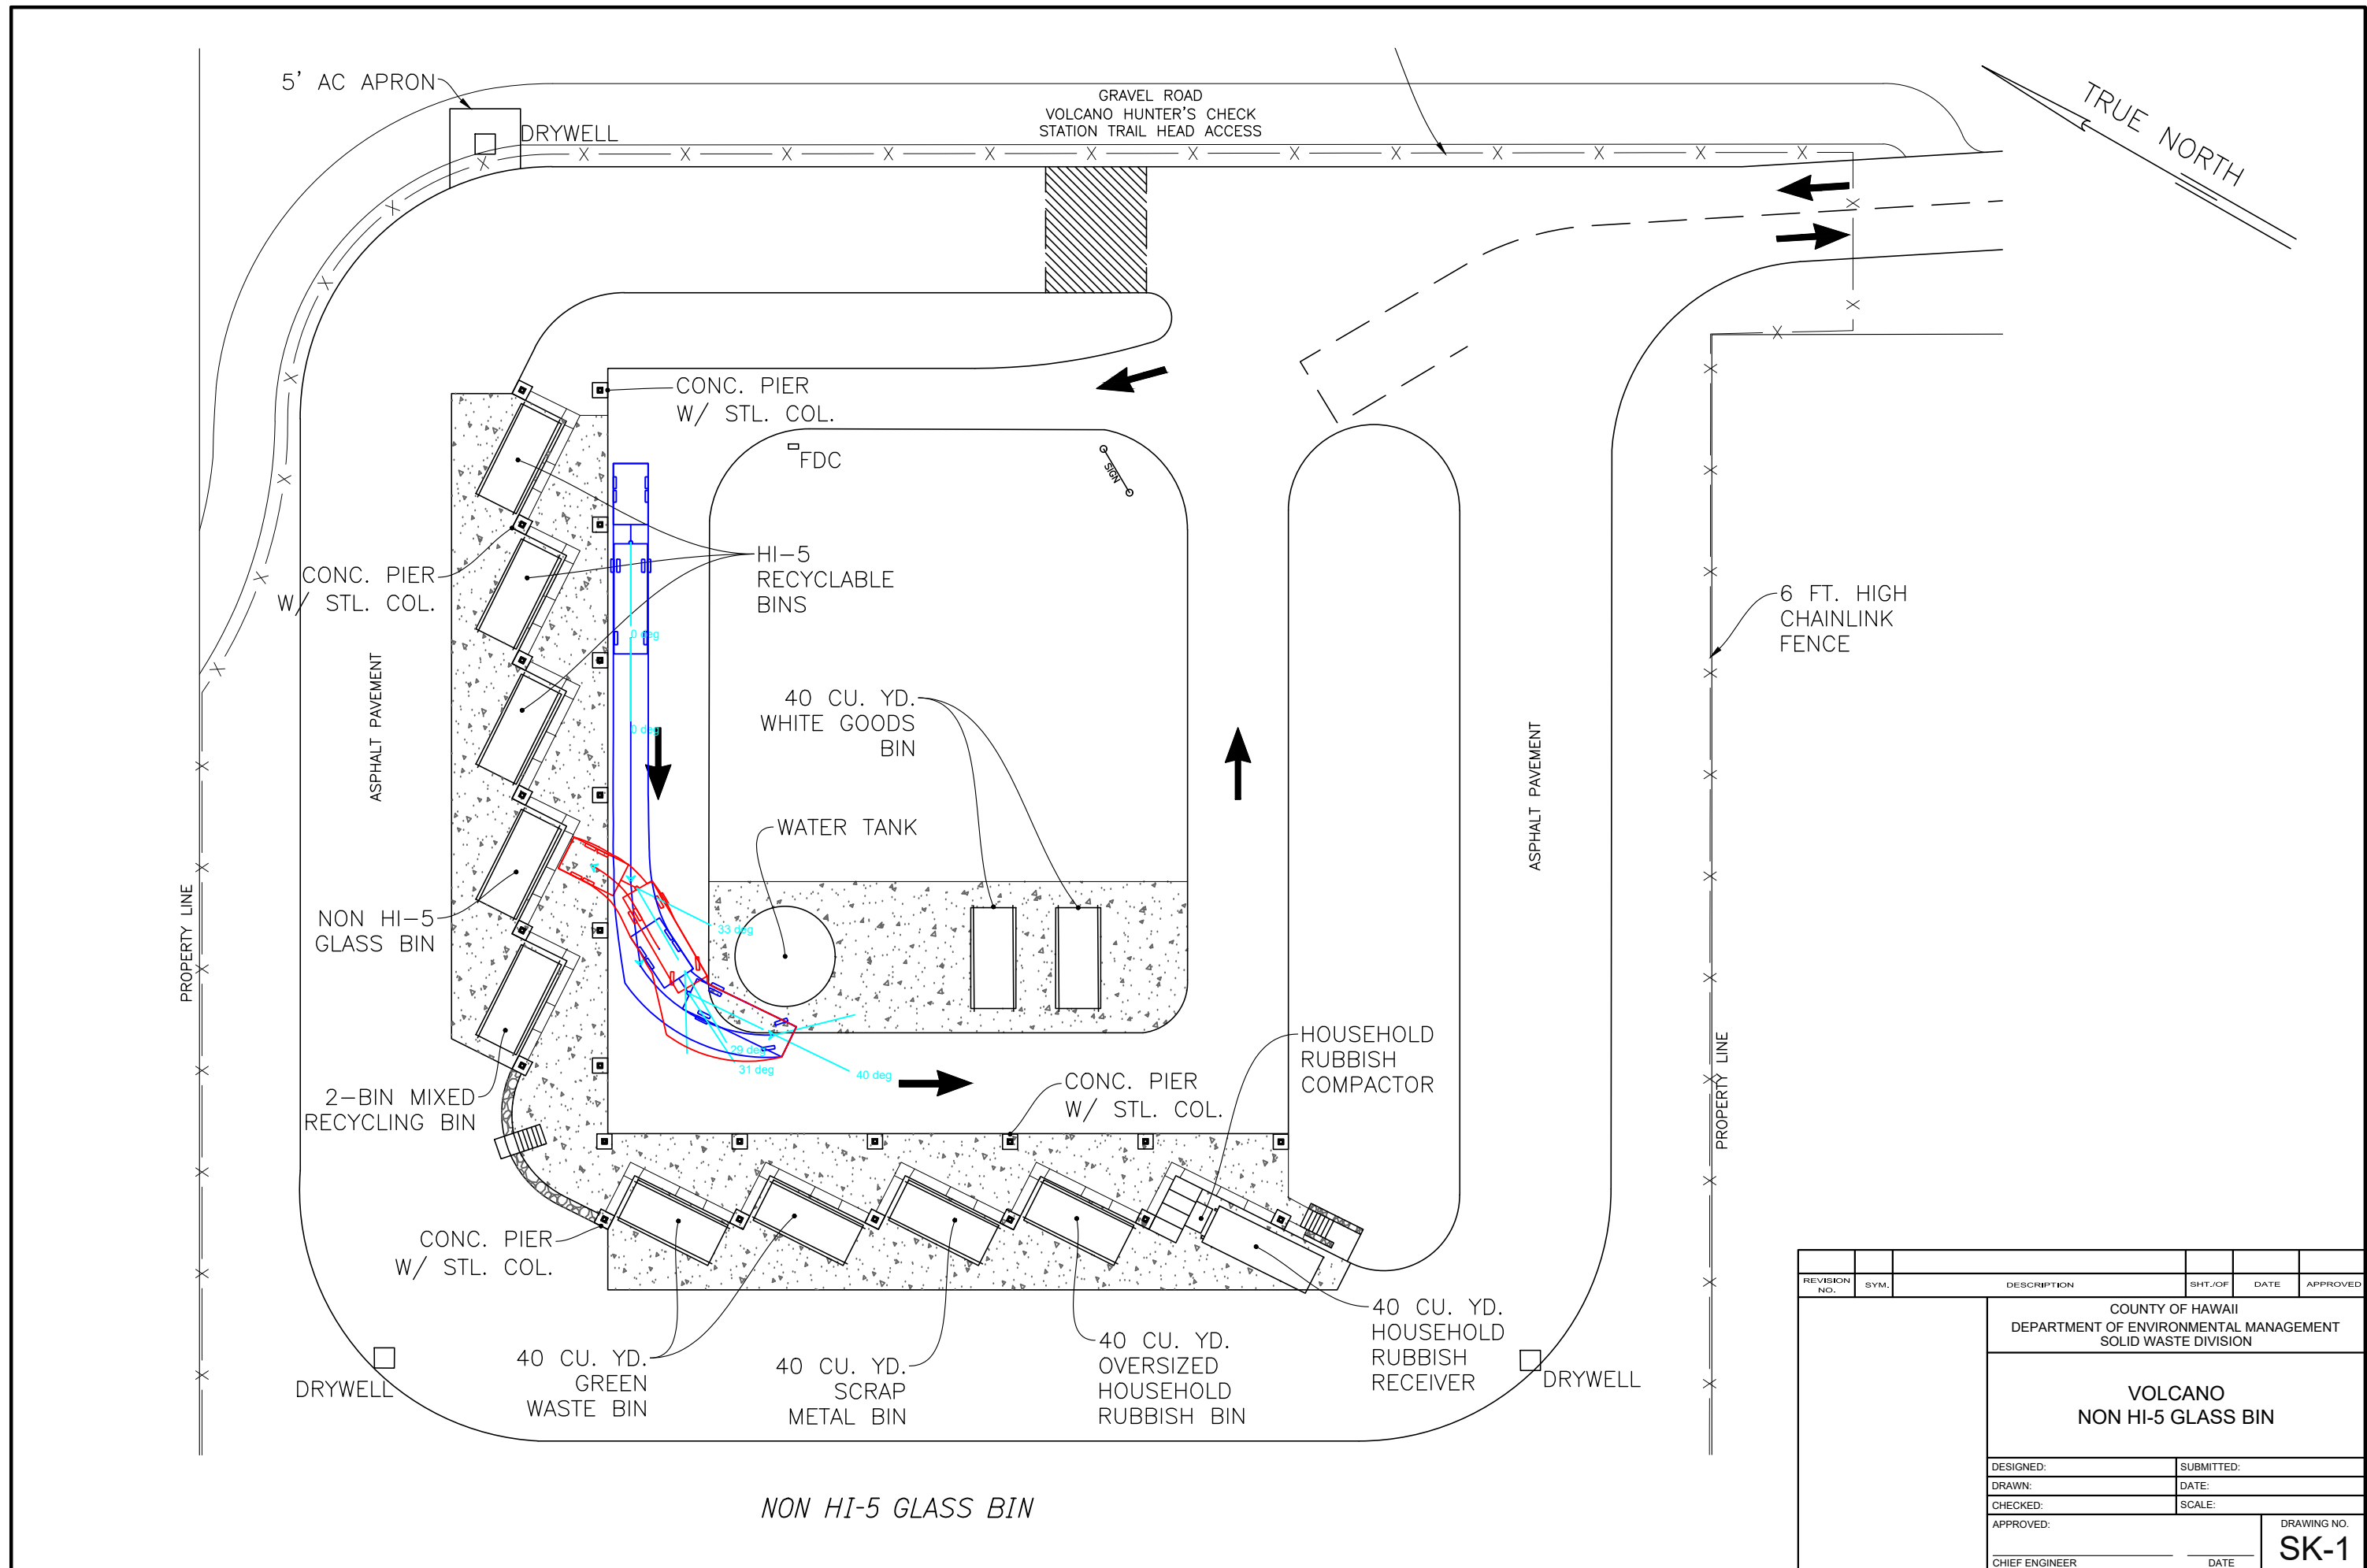 5' AC APRON
DRYWELL
GRAVEL ROAD
VOLCANO HUNTER'S CHECK
STATION TRAIL HEAD ACCESS
TRUE NORTH
CONC. PIER
W/ STL. COL.
FDC
SIGN
CONC. PIER
W/ STL. COL.
HI-5
RECYCLABLE
BINS
6 FT. HIGH
CHAINLINK
FENCE
0 deg
ASPHALT PAVEMENT
40 CU. YD.
WHITE GOODS
BIN
0 deg
ASPHALT PAVEMENT
WATER TANK
NON HI-5
GLASS BIN
33 deg
PROPERTY LINE
29 deg
31 deg
40 deg
HOUSEHOLD
RUBBISH
COMPACTOR
PROPERTY LINE
2-BIN MIXED
RECYCLING BIN
CONC. PIER
W/ STL. COL.
CONC. PIER
W/ STL. COL.
DRYWELL
40 CU. YD.
GREEN
WASTE BIN
40 CU. YD.
SCRAP
METAL BIN
40 CU. YD.
OVERSIZED
HOUSEHOLD
RUBBISH BIN
40 CU. YD.
HOUSEHOLD
RUBBISH
RECEIVER
DRYWELL
NON HI-5 GLASS BIN
REVISION NO.
SYM.
DESCRIPTION
SHT./OF
DATE
APPROVED
COUNTY OF HAWAII
DEPARTMENT OF ENVIRONMENTAL MANAGEMENT
SOLID WASTE DIVISION
VOLCANO
NON HI-5 GLASS BIN
DESIGNED:
SUBMITTED:
DRAWN:
DATE:
CHECKED:
SCALE:
APPROVED:
DRAWING NO.
SK-1
CHIEF ENGINEER
DATE